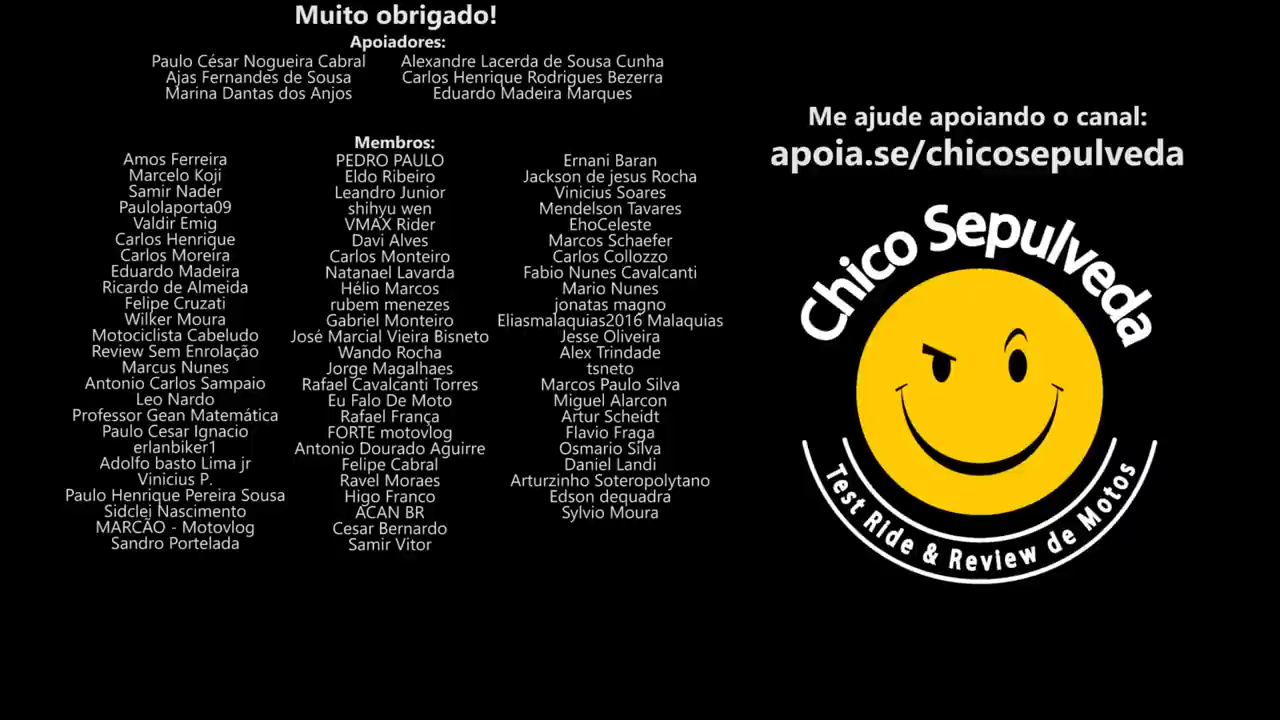 Muito obrigado!
Apoiadores:
Paulo César Nogueira Cabral
Ajas Fernandes de Sousa
Marina Dantas dos Anjos
Alexandre Lacerda de Sousa Cunha
Carlos Henrique Rodrigues Bezerra
Eduardo Madeira Marques
Membros:
Amos Ferreira
Marcelo Koji
Samir Nader
Paulolaporta09
Valdir Emig
Carlos Henrique
Carlos Moreira
Eduardo Madeira
Ricardo de Almeida
Felipe Cruzati
Wilker Moura
Motociclista Cabeludo
Review Sem Enrolação
Marcus Nunes
Antonio Carlos Sampaio
Leo Nardo
Professor Gean Matemática
Paulo Cesar Ignacio
erlanbiker1
Adolfo basto Lima jr
Vinicius P.
Paulo Henrique Pereira Sousa
Sidclei Nascimento
MARCÃO - Motovlog
Sandro Portelada
PEDRO PAULO
Eldo Ribeiro
Leandro Junior
shihyu wen
VMAX Rider
Davi Alves
Carlos Monteiro
Natanael Lavarda
Hélio Marcos
rubem menezes
Gabriel Monteiro
José Marcial Vieira Bisneto
Wando Rocha
Jorge Magalhaes
Rafael Cavalcanti Torres
Eu Falo De Moto
Rafael França
FORTE motovlog
Antonio Dourado Aguirre
Felipe Cabral
Ravel Moraes
Higo Franco
ACAN BR
Cesar Bernardo
Samir Vitor
Ernani Baran
Jackson de jesus Rocha
Vinicius Soares
Mendelson Tavares
EhoCeleste
Marcos Schaefer
Carlos Collozzo
Fabio Nunes Cavalcanti
Mario Nunes
jonatas magno
Eliasmalaquias2016 Malaquias
Jesse Oliveira
Alex Trindade
tsneto
Marcos Paulo Silva
Miguel Alarcon
Artur Scheidt
Flavio Fraga
Osmario Silva
Daniel Landi
Arturzinho Soteropolytano
Edson dequadra
Sylvio Moura
Me ajude apoiando o canal:
apoia.se/chicosepulveda
Chico Sepulveda
Test Ride & Review de Motos